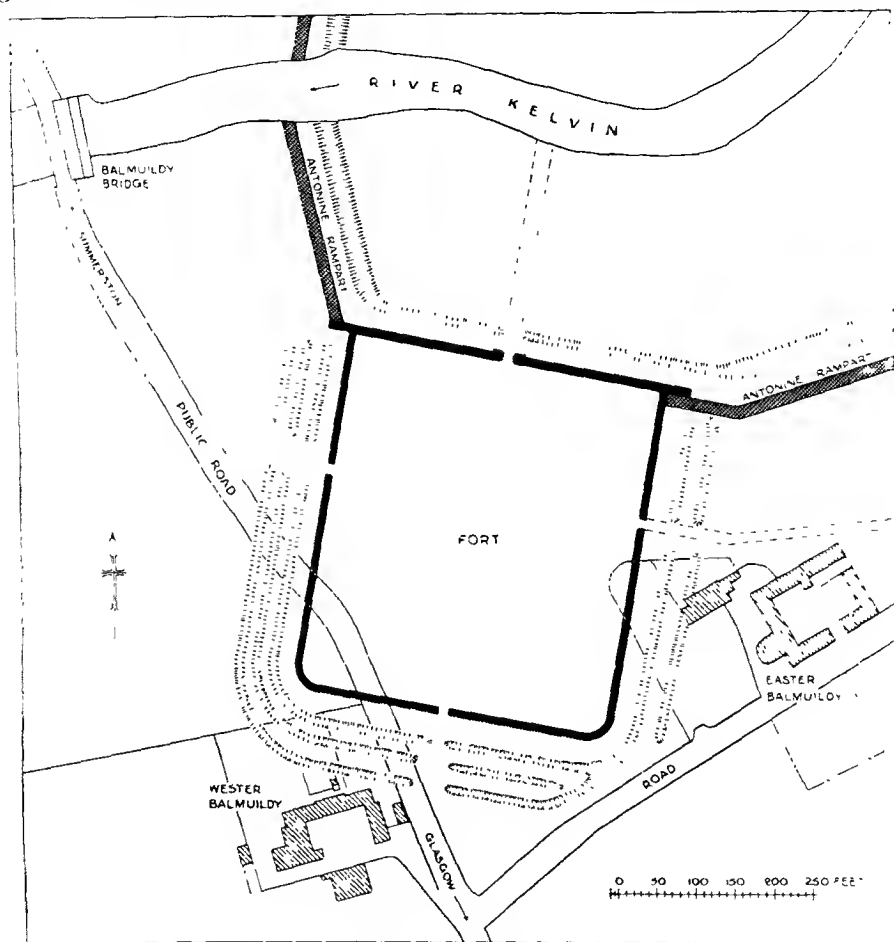 RIVER KELVIN
BALMUILDY
BRIDGE
ANTONINE RAMPART
SUMMERSTON
ANTONINE RAMPART
PUBLIC ROAD
FORT
EASTER
BALMUILDY
ROAD
WESTER
BALMUILDY
GLASGOW
0 50 100 150 200 250 FEET